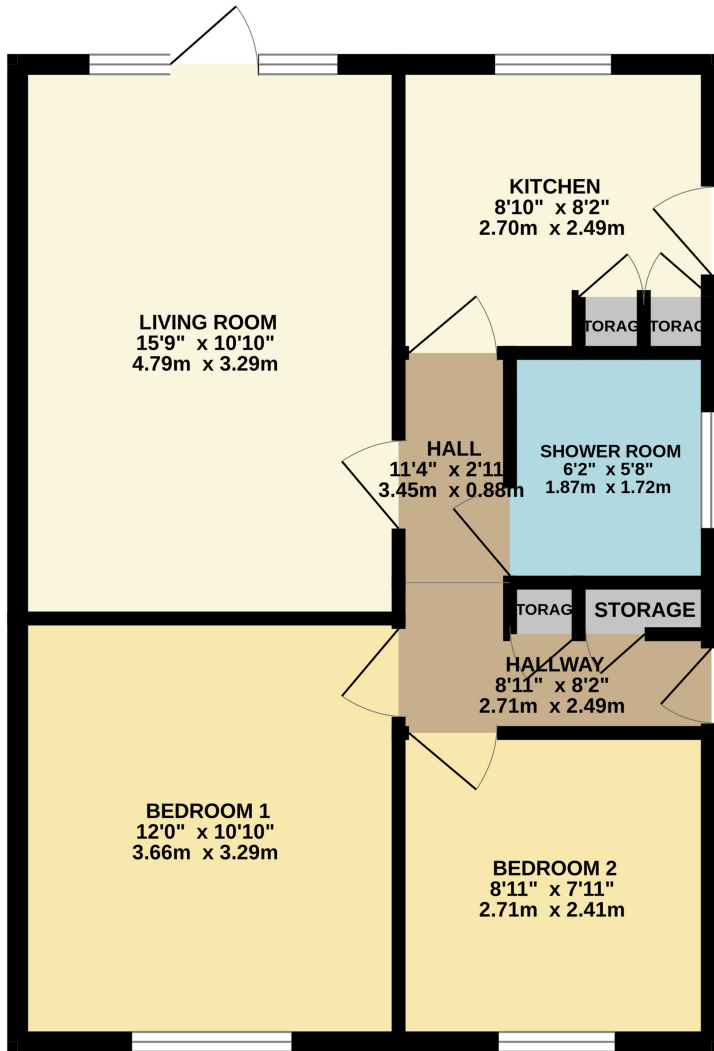 KITCHEN
8'10" x 8'2"
2.70m x 2.49m
LIVING ROOM
15'9" x 10'10"
4.79m x 3.29m
TORAG
TORAG
HALL
11'4" x 2'11
3.45m x 0.88m
SHOWER ROOM
6'2" x 5'8"
1.87m x 1.72m
TORAG
STORAGE
HALLWAY
8'11" x 8'2"
2.71m x 2.49m
BEDROOM 1
12'0" x 10'10"
3.66m x 3.29m
BEDROOM 2
8'11" x 7'11"
2.71m x 2.41m